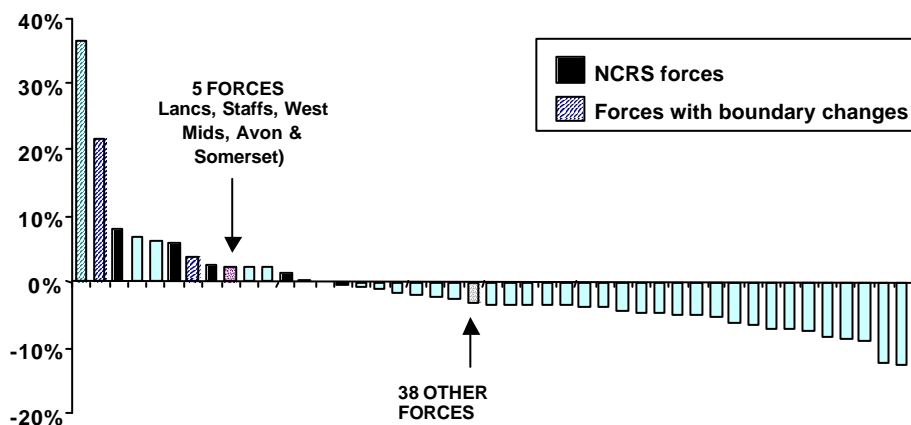 40%
30%
20%
10%
0%
-10%
-20%
5 FORCES
Lancs, Staffs, West
Mids, Avon &
Somerset)
38 OTHER
FORCES
NCRS forces
Forces with boundary changes